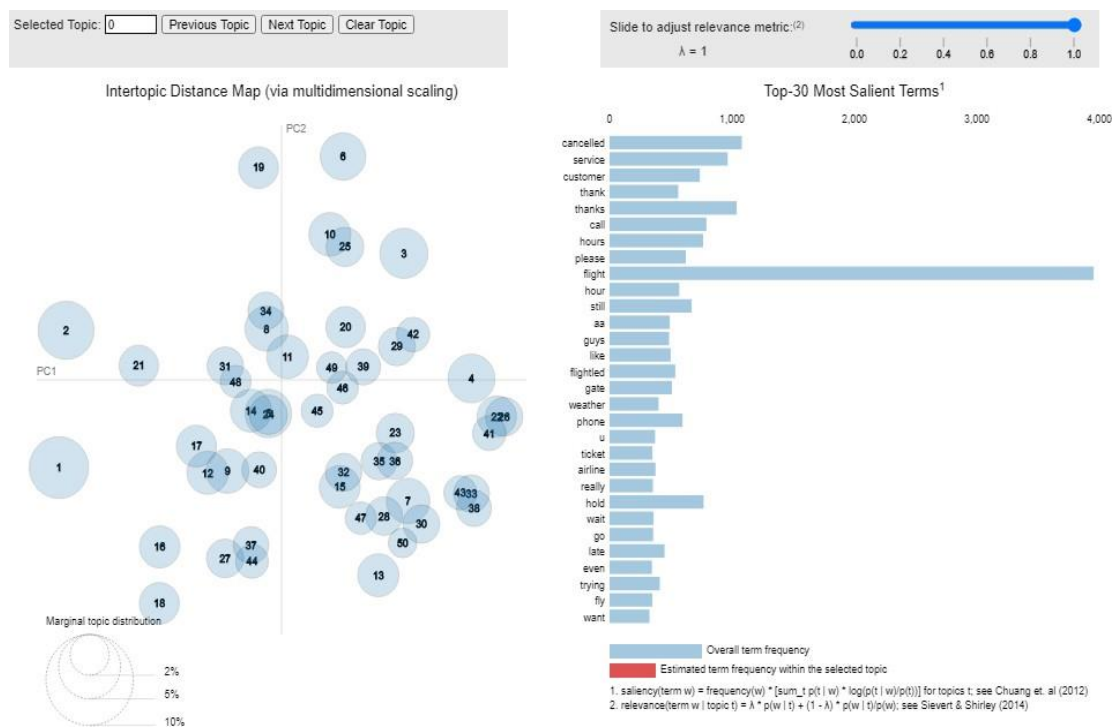 Selected Topic: 0 Previous Topic Next Topic Clear Topic
Slide to adjust relevance metric:(2)
λ = 1
0.0 0.2 0.4 0.6 0.8 1.0
Intertopic Distance Map (via multidimensional scaling)
PC2
PC1
19
6
10
25
3
34
8
2
20
42
29
11
21
31
49
39
48
4
46
14
5
24
45
22
26
41
23
17
35
36
1
12
9
40
32
15
43
33
7
38
47
28
30
16
37
50
27
44
13
18
Marginal topic distribution
2%
5%
10%
Top-30 Most Salient Terms1
0 1,000 2,000 3,000 4,000
cancelled
service
customer
thank
thanks
call
hours
please
flight
hour
still
aa
guys
like
flightled
gate
weather
phone
u
ticket
airline
really
hold
wait
go
late
even
trying
fly
want
Overall term frequency
Estimated term frequency within the selected topic
1. saliency(term w) = frequency(w) * [sum_t p(t | w) * log(p(t | w)/p(t))] for topics t; see Chuang et. al (2012)
2. relevance(term w | topic t) = λ * p(w | t) + (1 - λ) * p(w | t)/p(w); see Sievert & Shirley (2014)